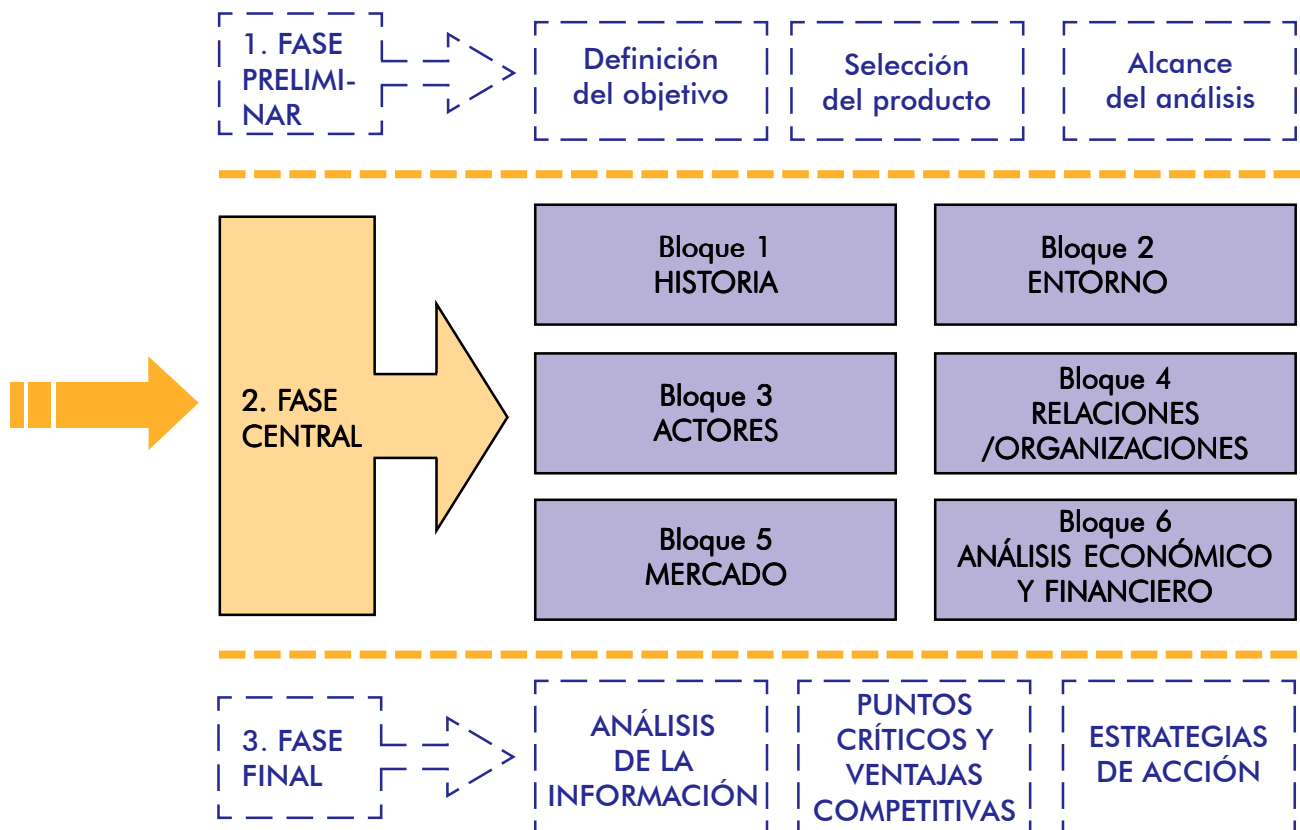 1. FASE
PRELIMI-
NAR
Definición
del objetivo
Selección
del producto
Alcance
del análisis
2. FASE
CENTRAL
Bloque 1
HISTORIA
Bloque 2
ENTORNO
Bloque 3
ACTORES
Bloque 4
RELACIONES
/ORGANIZACIONES
Bloque 5
MERCADO
Bloque 6
ANÁLISIS ECONÓMICO
Y FINANCIERO
3. FASE
FINAL
ANÁLISIS
DE LA
INFORMACIÓN
PUNTOS
CRÍTICOS Y
VENTAJAS
COMPETITIVAS
ESTRATEGIAS
DE ACCIÓN